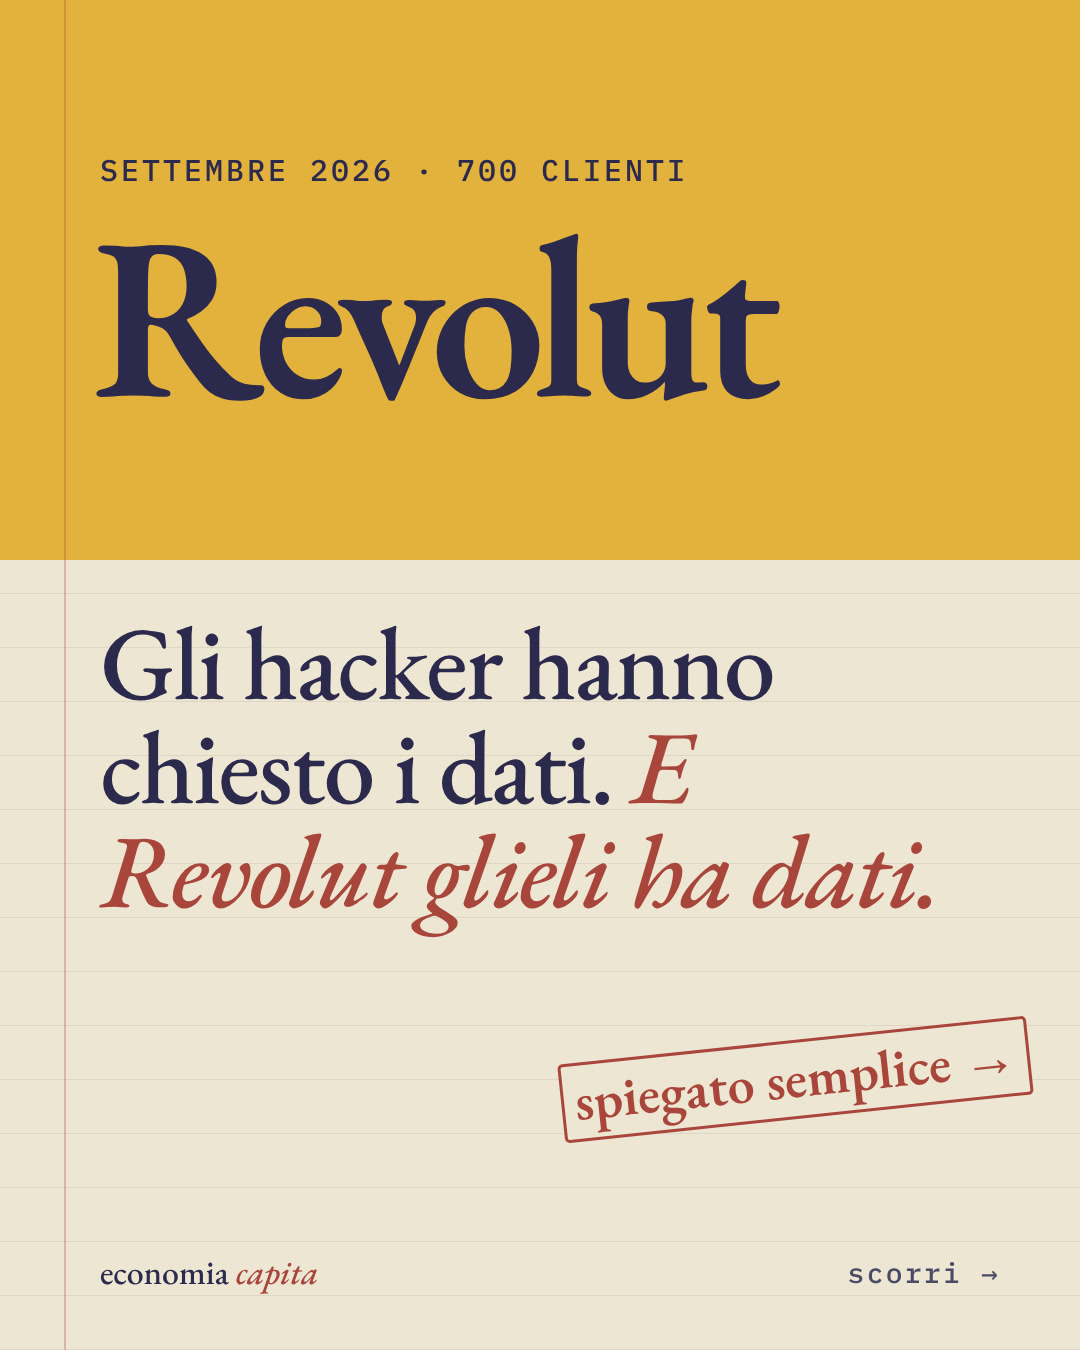 SETTEMBRE 2026 · 700 CLIENTI
Revolut
Gli hacker hanno
chiesto i dati. E
Revolut glieli ha dati.
spiegato semplice →
economia capita
scorri →